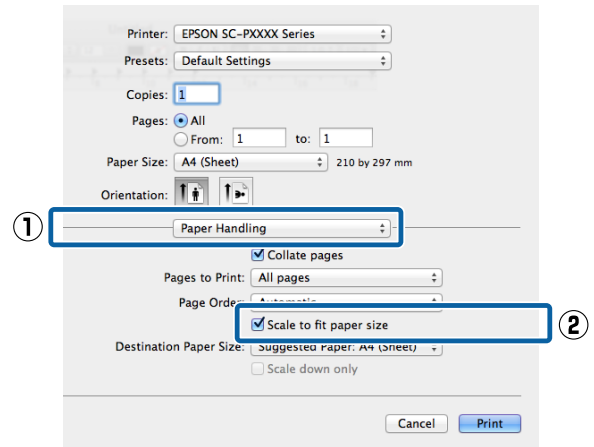 Printer: EPSON SC-PXXXX Series
Presets: Default Settings
Copies: 1
Pages: All
From: 1 to: 1
Paper Size: A4 (Sheet) 210 by 297 mm
Orientation:
① Paper Handling
Collate pages
Pages to Print: All pages
Page Order: Automatic
Scale to fit paper size ②
Destination Paper Size: Suggested Paper: A4 (Sheet)
Scale down only
Cancel Print